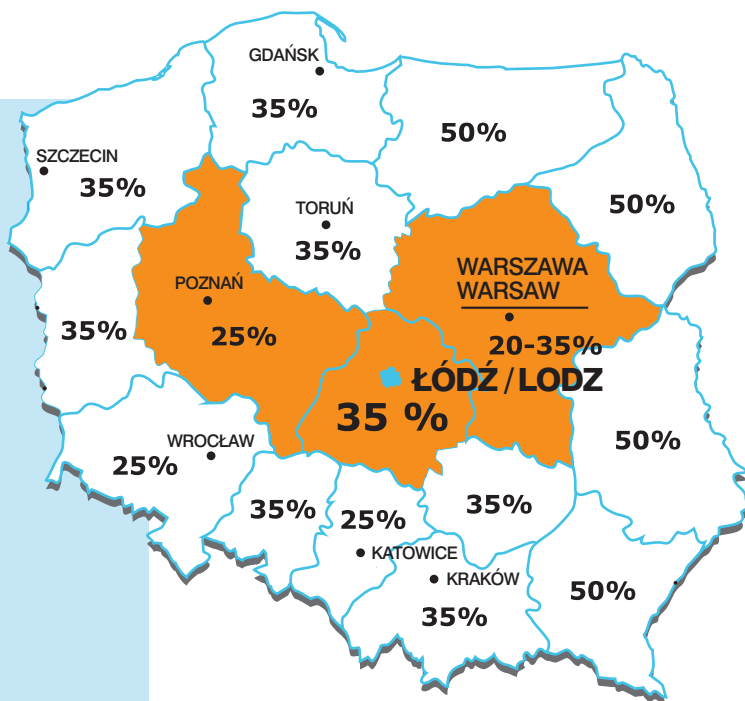 GDAŃSK
35%
50%
SZCZECIN
35%
50%
TORUŃ
35%
WARSZAWA
WARSAW
POZNAŃ
35%
25%
20-35%
ŁÓDŹ / LODZ
35 %
WROCŁAW
50%
25%
35%
25%
35%
KATOWICE
KRAKÓW
50%
35%